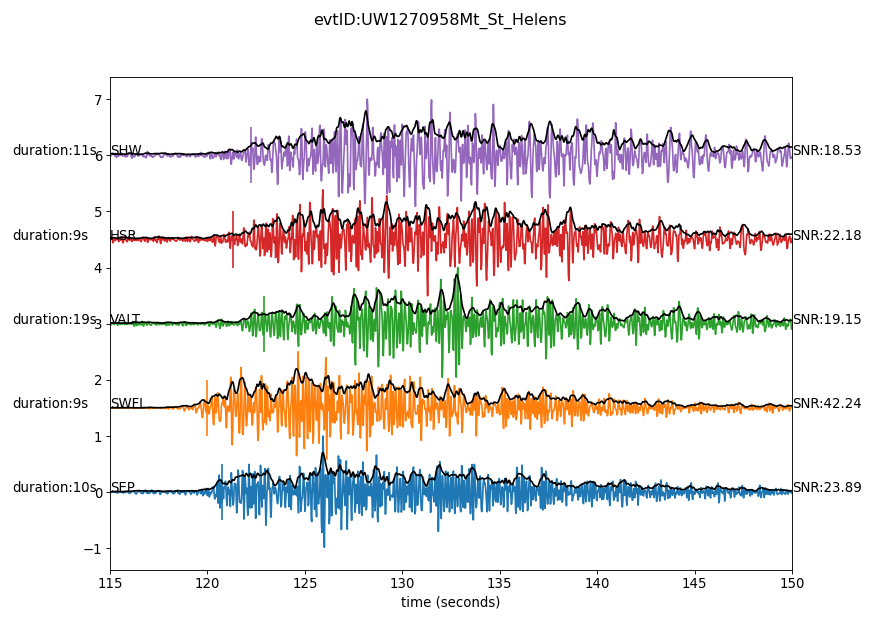 evtID:UW1270958Mt_St_Helens
7
duration:11s SHW SNR:18.53
6
5
duration:9s HSR SNR:22.18
4
duration:19s VALT SNR:19.15
3
2
duration:9s SWFL SNR:42.24
1
duration:10s SEP SNR:23.89
0
−1
115 120 125 130 135 140 145 150
time (seconds)